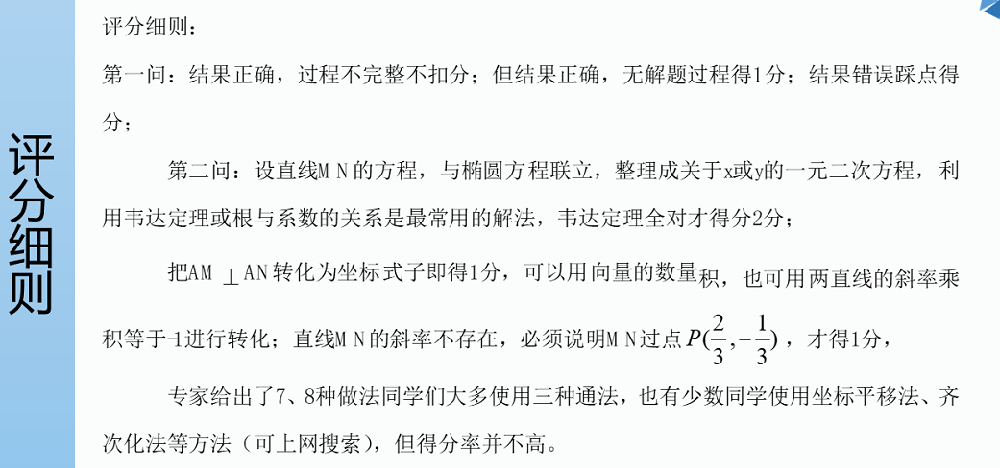 评分细则
评分细则：
第一问：结果正确，过程不完整不扣分；但结果正确，无解题过程得1分；结果错误踩点得
分；
第二问：设直线MN的方程，与椭圆方程联立，整理成关于x或y的一元二次方程，利
用韦达定理或根与系数的关系是最常用的解法，韦达定理全对才得分2分；
把AM ⊥ AN转化为坐标式子即得1分，可以用向量的数量积，也可用两直线的斜率乘
积等于-1进行转化；直线MN的斜率不存在，必须说明MN过点P(2/3,-1/3)，才得1分，
专家给出了7、8种做法同学们大多使用三种通法，也有少数同学使用坐标平移法、齐
次化法等方法（可上网搜索），但得分率并不高。